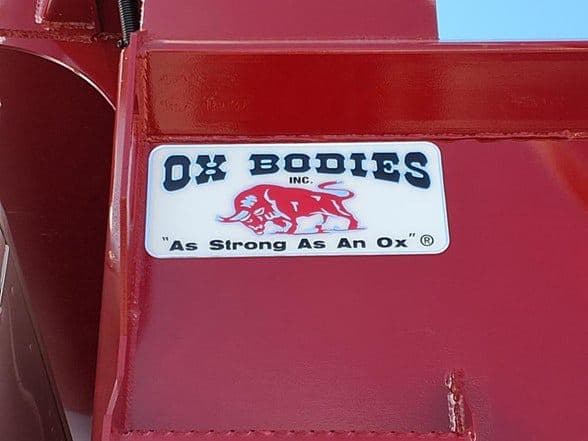 OX BODIES
INC.
"As Strong As An Ox"®